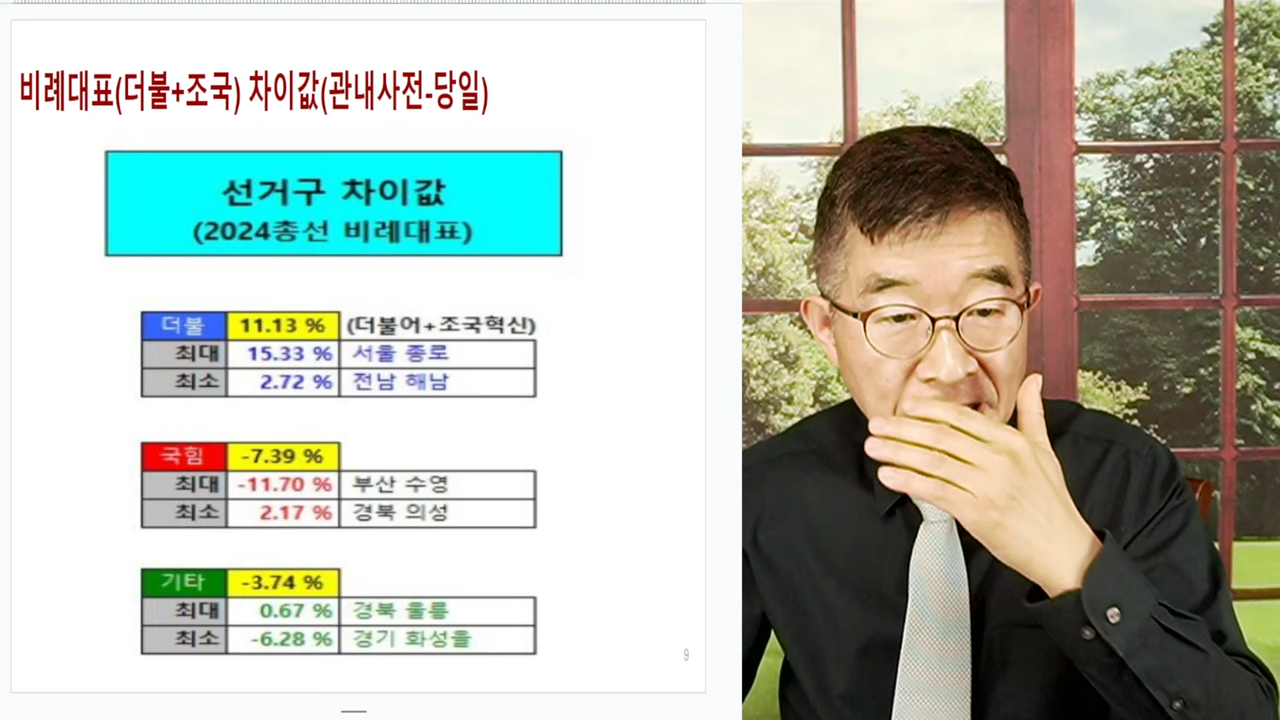 비례대표(더불+조국) 차이값(관내사전-당일)
선거구 차이값
(2024총선 비례대표)
더불 11.13 % (더불어+조국혁신)
최대 15.33 % 서울 종로
최소 2.72 % 전남 해남
국힘 -7.39 %
최대 -11.70 % 부산 수영
최소 2.17 % 경북 의성
기타 -3.74 %
최대 0.67 % 경북 울릉
최소 -6.28 % 경기 화성을
9